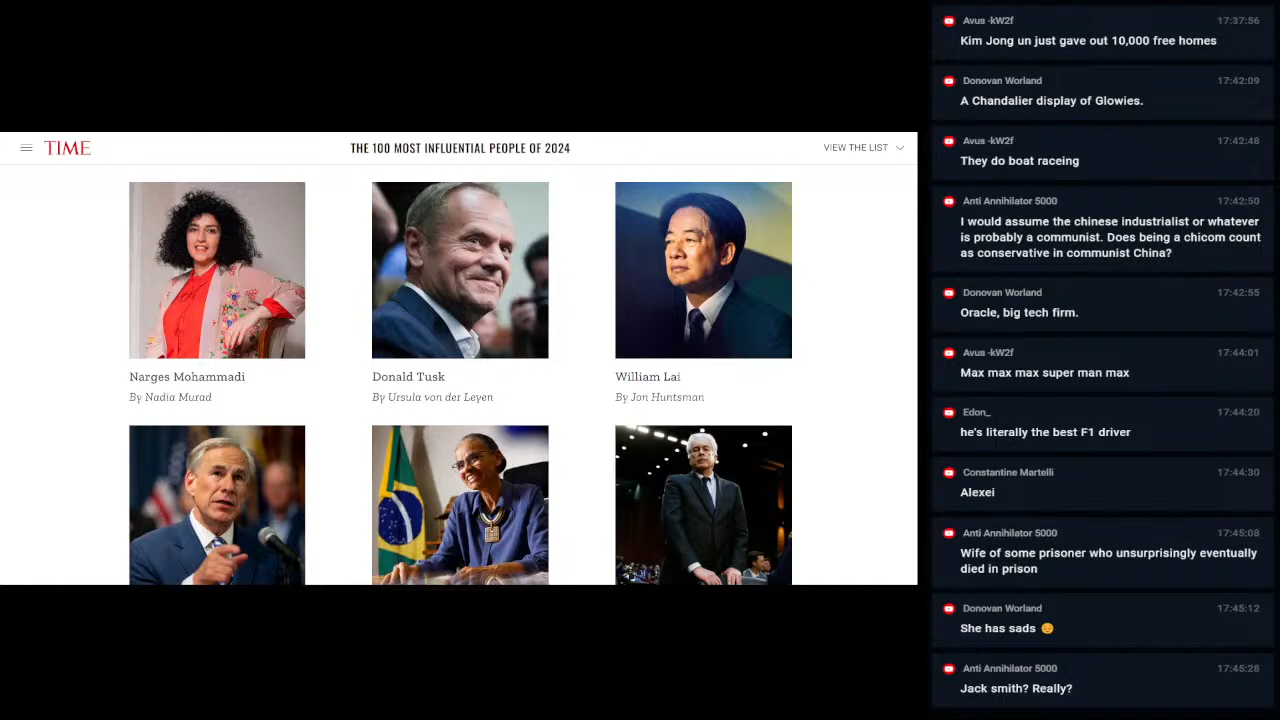 TIME
THE 100 MOST INFLUENTIAL PEOPLE OF 2024
VIEW THE LIST
Narges Mohammadi
By Nadia Murad
Donald Tusk
By Ursula von der Leyen
William Lai
By Jon Huntsman
Avus -kW2f
17:37:56
Kim Jong un just gave out 10,000 free homes
Donovan Worland
17:42:09
A Chandalier display of Glowies.
Avus -kW2f
17:42:48
They do boat raceing
Anti Annihilator 5000
17:42:50
I would assume the chinese industrialist or whatever
is probably a communist. Does being a chicom count
as conservative in communist China?
Donovan Worland
17:42:55
Oracle, big tech firm.
Avus -kW2f
17:44:01
Max max max super man max
Edon_
17:44:20
he's literally the best F1 driver
Constantine Martelli
17:44:30
Alexei
Anti Annihilator 5000
17:45:08
Wife of some prisoner who unsurprisingly eventually
died in prison
Donovan Worland
17:45:12
She has sads ☺️
Anti Annihilator 5000
17:45:28
Jack smith? Really?